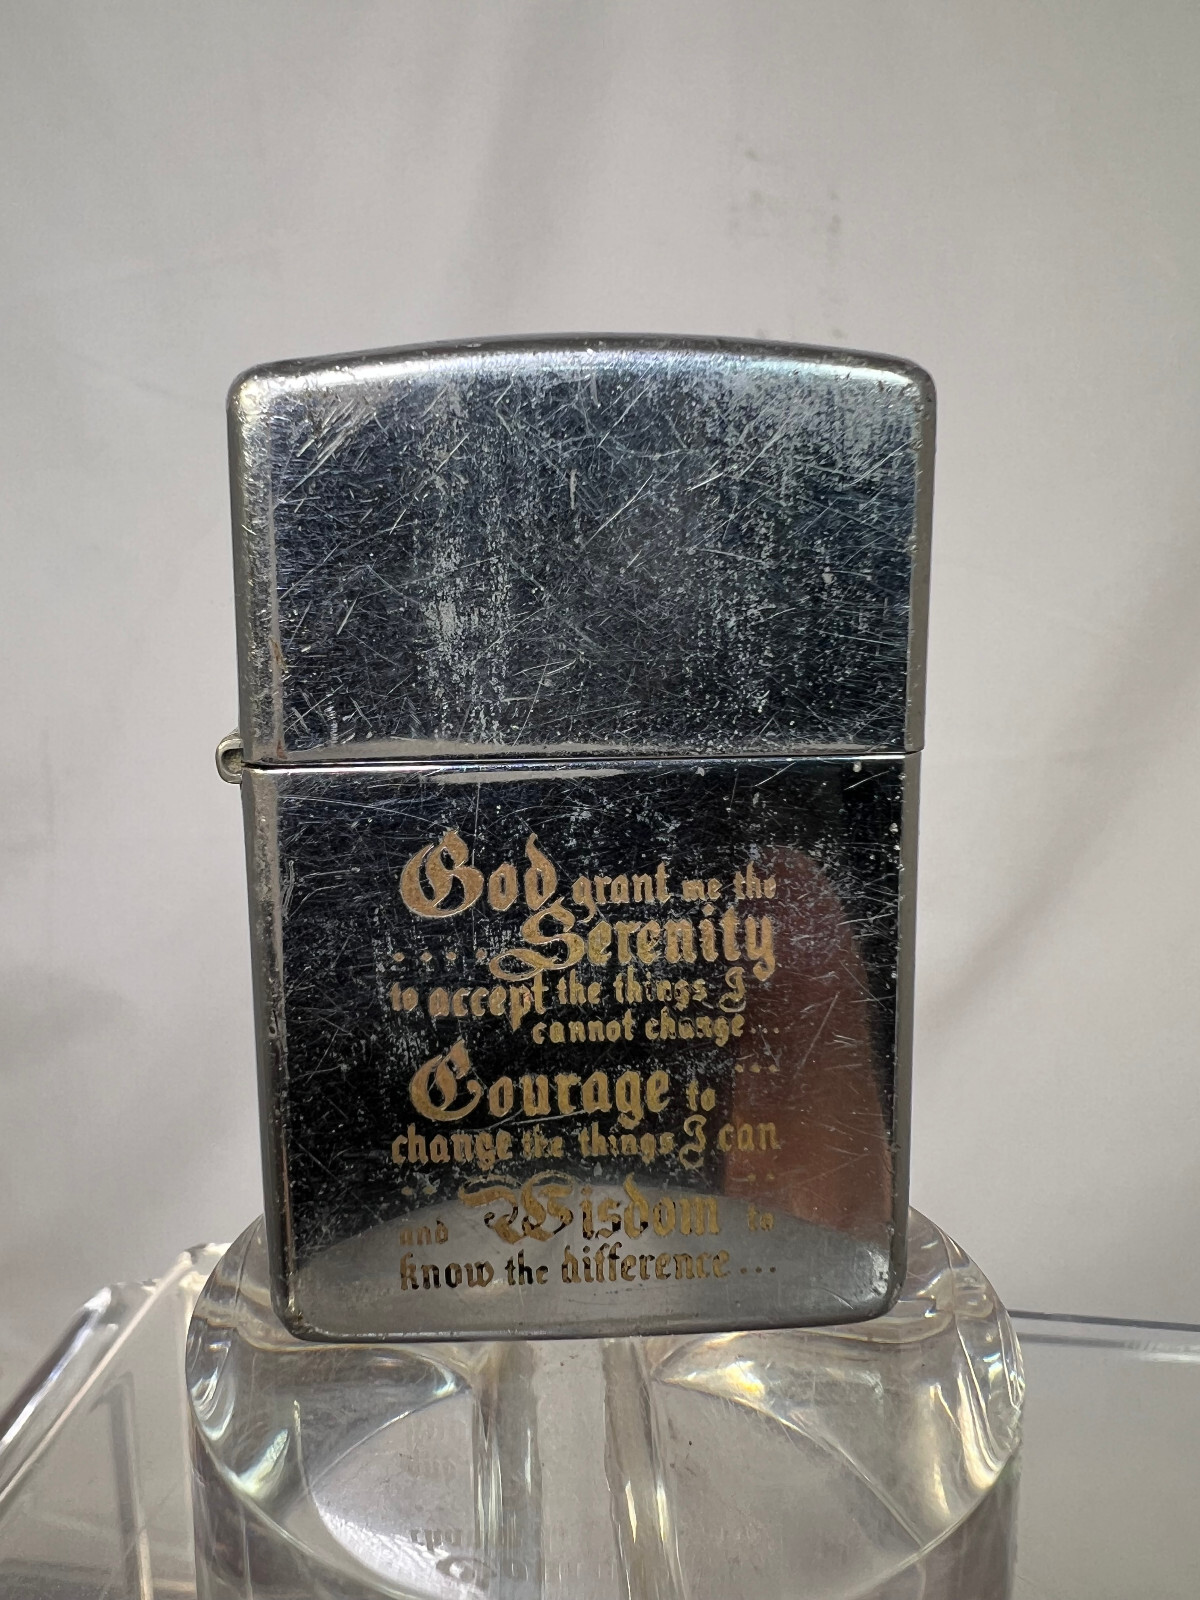 God grant me the
.... Serenity
to accept the things I
cannot change...
...
Courage to
change the things I can
.. ..
and Wisdom to
know the difference...